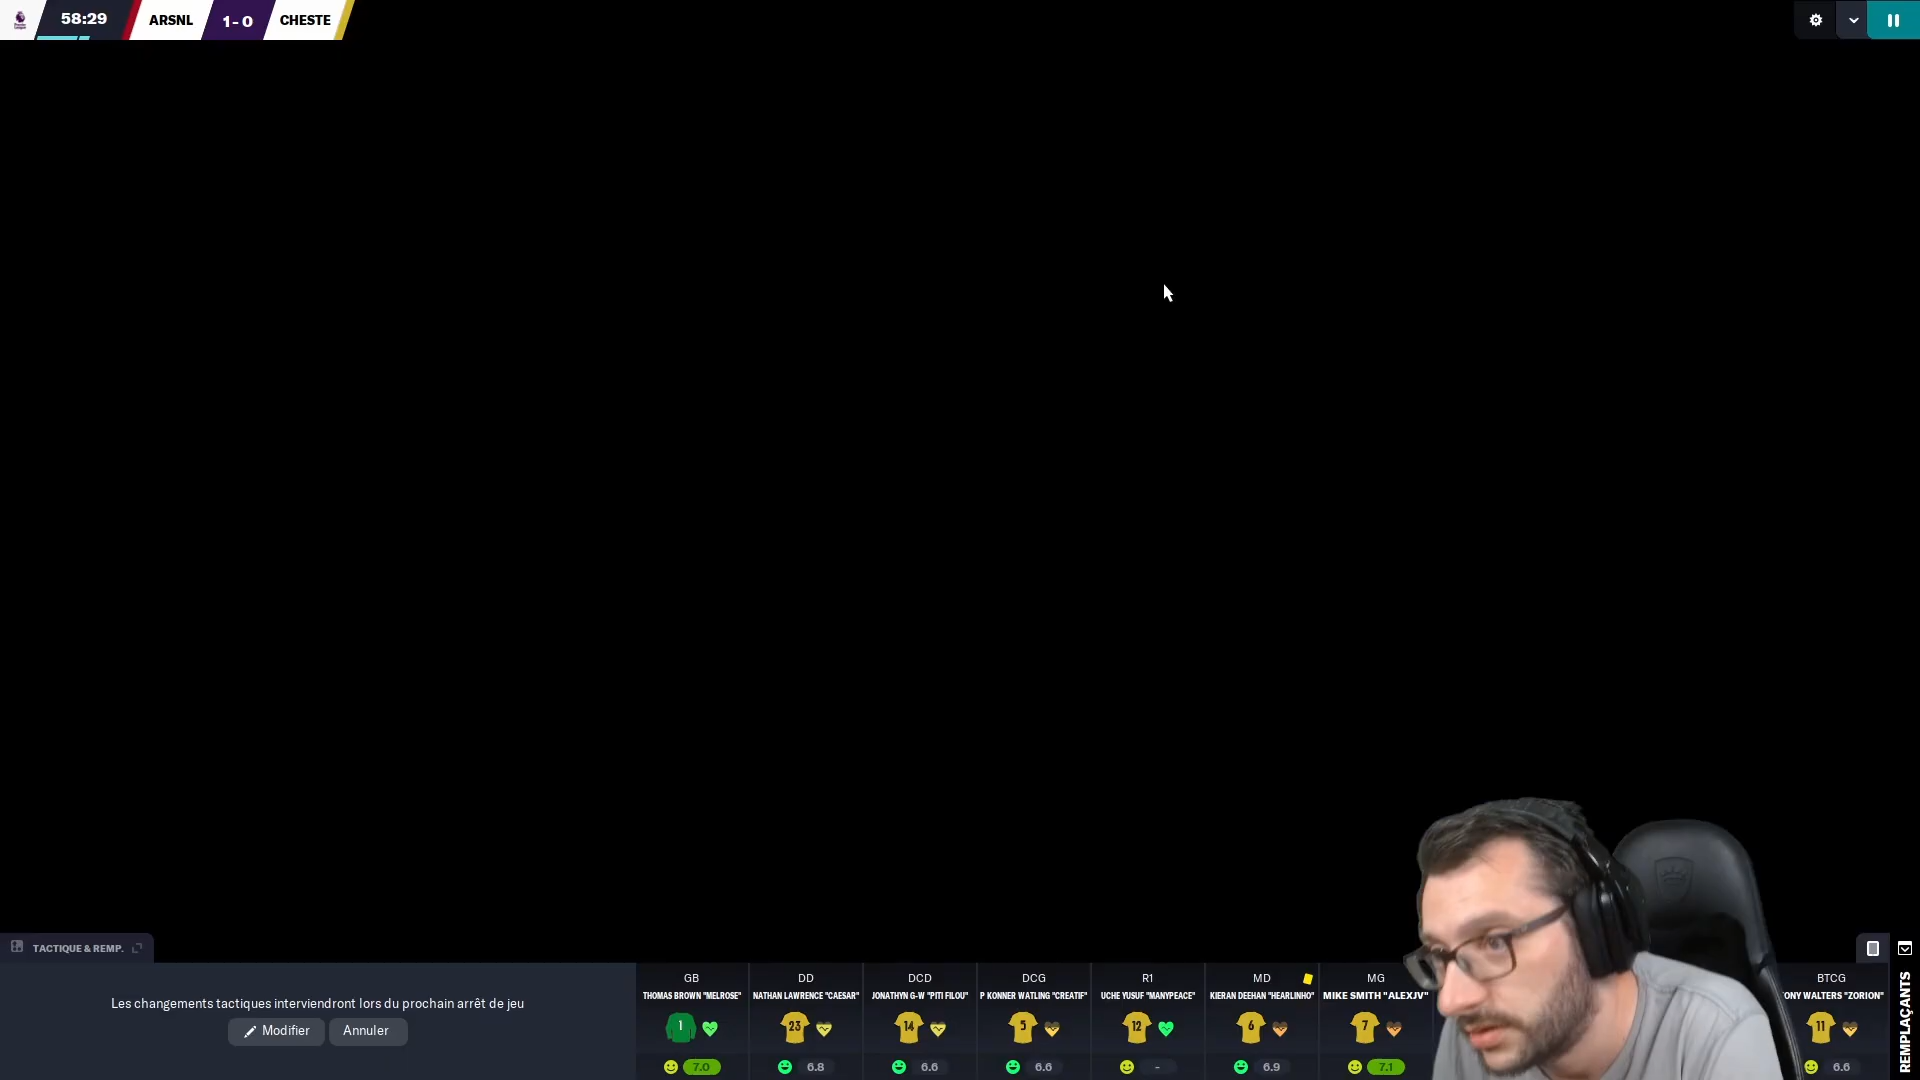 58:29
ARSNL
1 - 0
CHESTE
TACTIQUE & REMP.
Les changements tactiques interviendront lors du prochain arrêt de jeu
Modifier
Annuler
GB
THOMAS BROWN "MELROSE"
1
7.0
DD
NATHAN LAWRENCE "CAESAR"
23
6.8
DCD
JONATHYN G-W "PITI FILOU"
14
6.6
DCG
P KONNER WATLING "CREATIF"
5
6.6
R1
UCHE YUSUF "MANYPEACE"
12
-
MD
KIERAN DEEHAN "HEARLINHO"
6
6.9
MG
MIKE SMITH "ALEXJV"
7
7.1
BTCG
WALTERS "ZORION"
11
6.6
REMPLAÇANTS